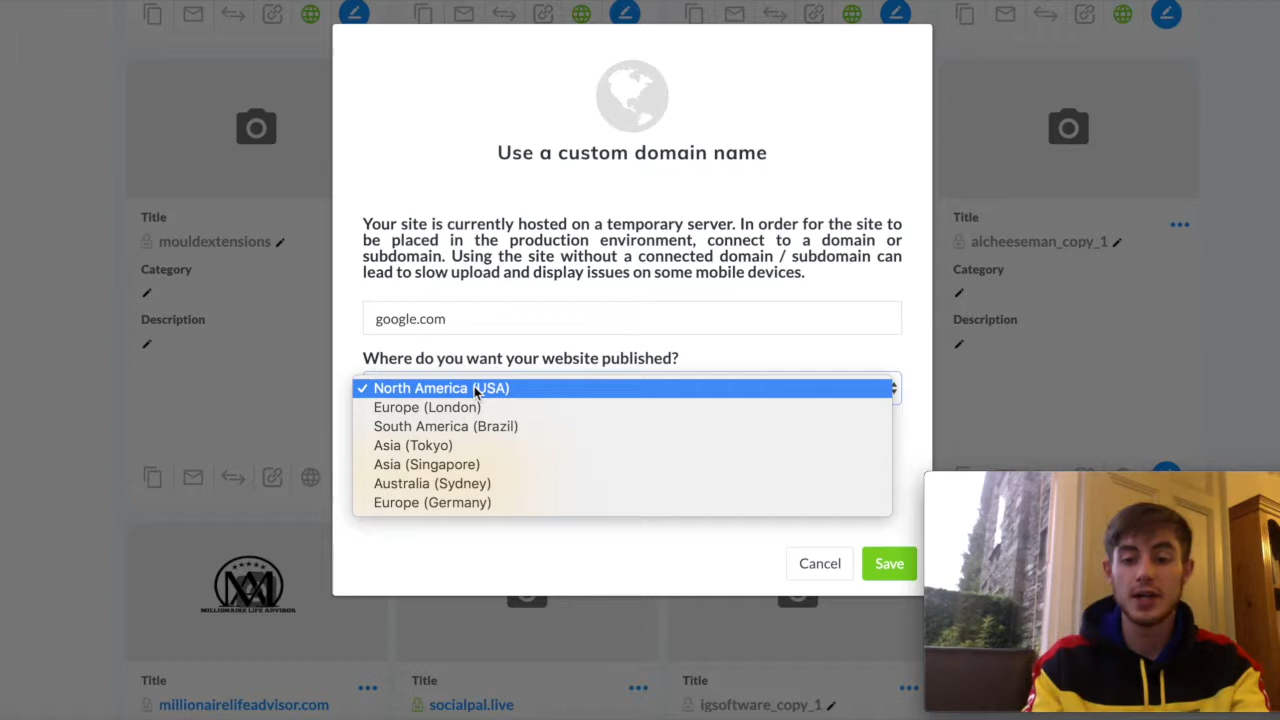 Use a custom domain name
Your site is currently hosted on a temporary server. In order for the site to
be placed in the production environment, connect to a domain or
subdomain. Using the site without a connected domain / subdomain can
lead to slow upload and display issues on some mobile devices.
google.com
Where do you want your website published?
✓ North America (USA)
Europe (London)
South America (Brazil)
Asia (Tokyo)
Asia (Singapore)
Australia (Sydney)
Europe (Germany)
Cancel
Save
Title
mouldextensions
Category
Description
Title
alcheeseman_copy_1
Category
Description
MILLIONAIRE LIFE ADVISOR
Title
millionairelifeadvisor.com
Title
socialpal.live
Title
igsoftware_copy_1